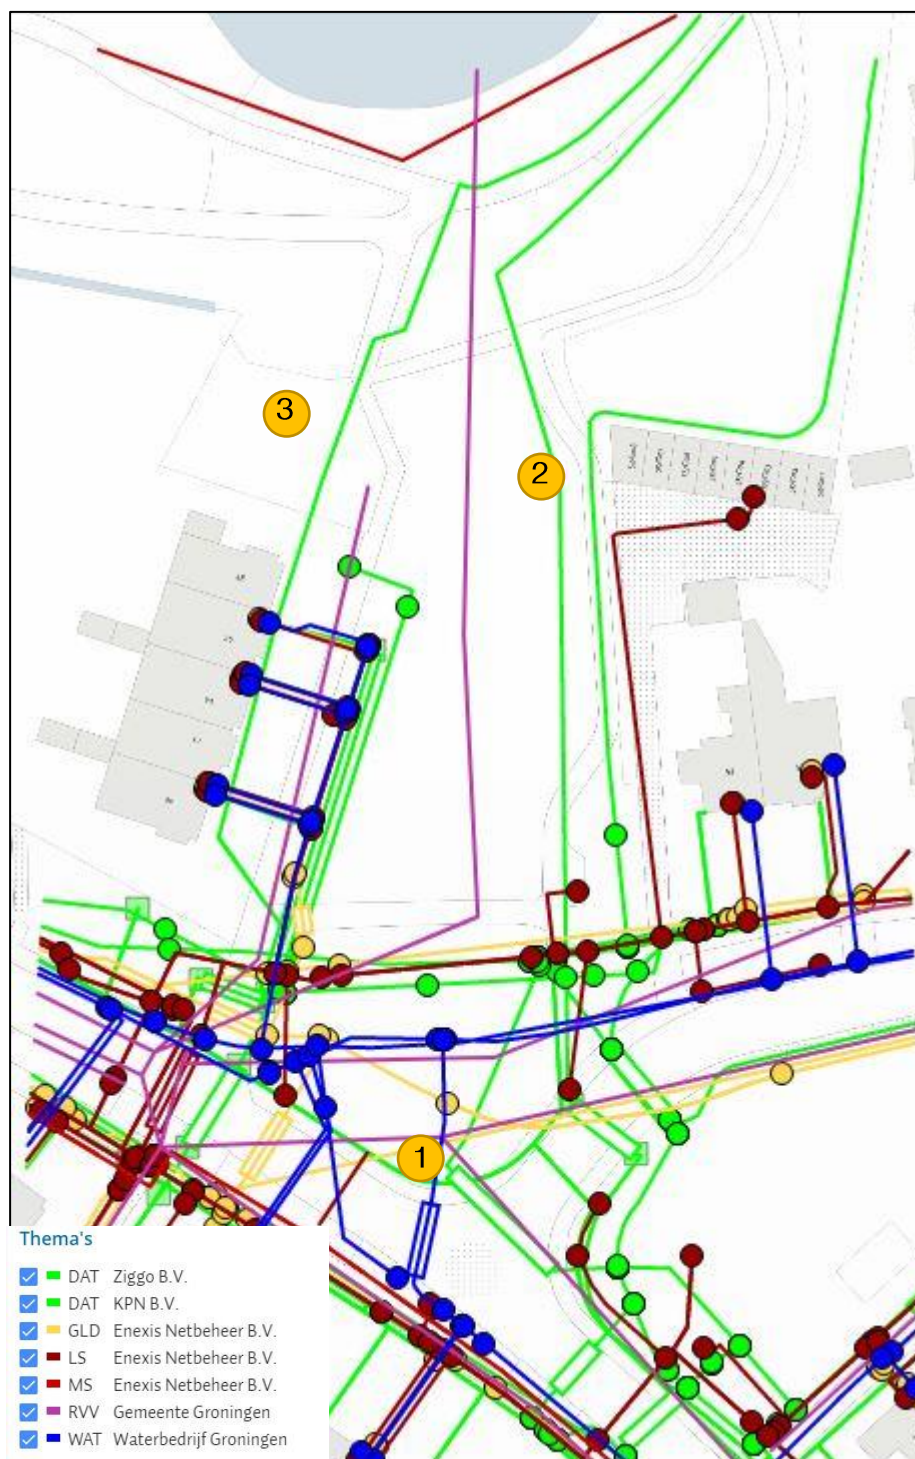 3
2
1
Thema's
DAT Ziggo B.V.
DAT KPN B.V.
GLD Enexis Netbeheer B.V.
LS Enexis Netbeheer B.V.
MS Enexis Netbeheer B.V.
RVV Gemeente Groningen
WAT Waterbedrijf Groningen